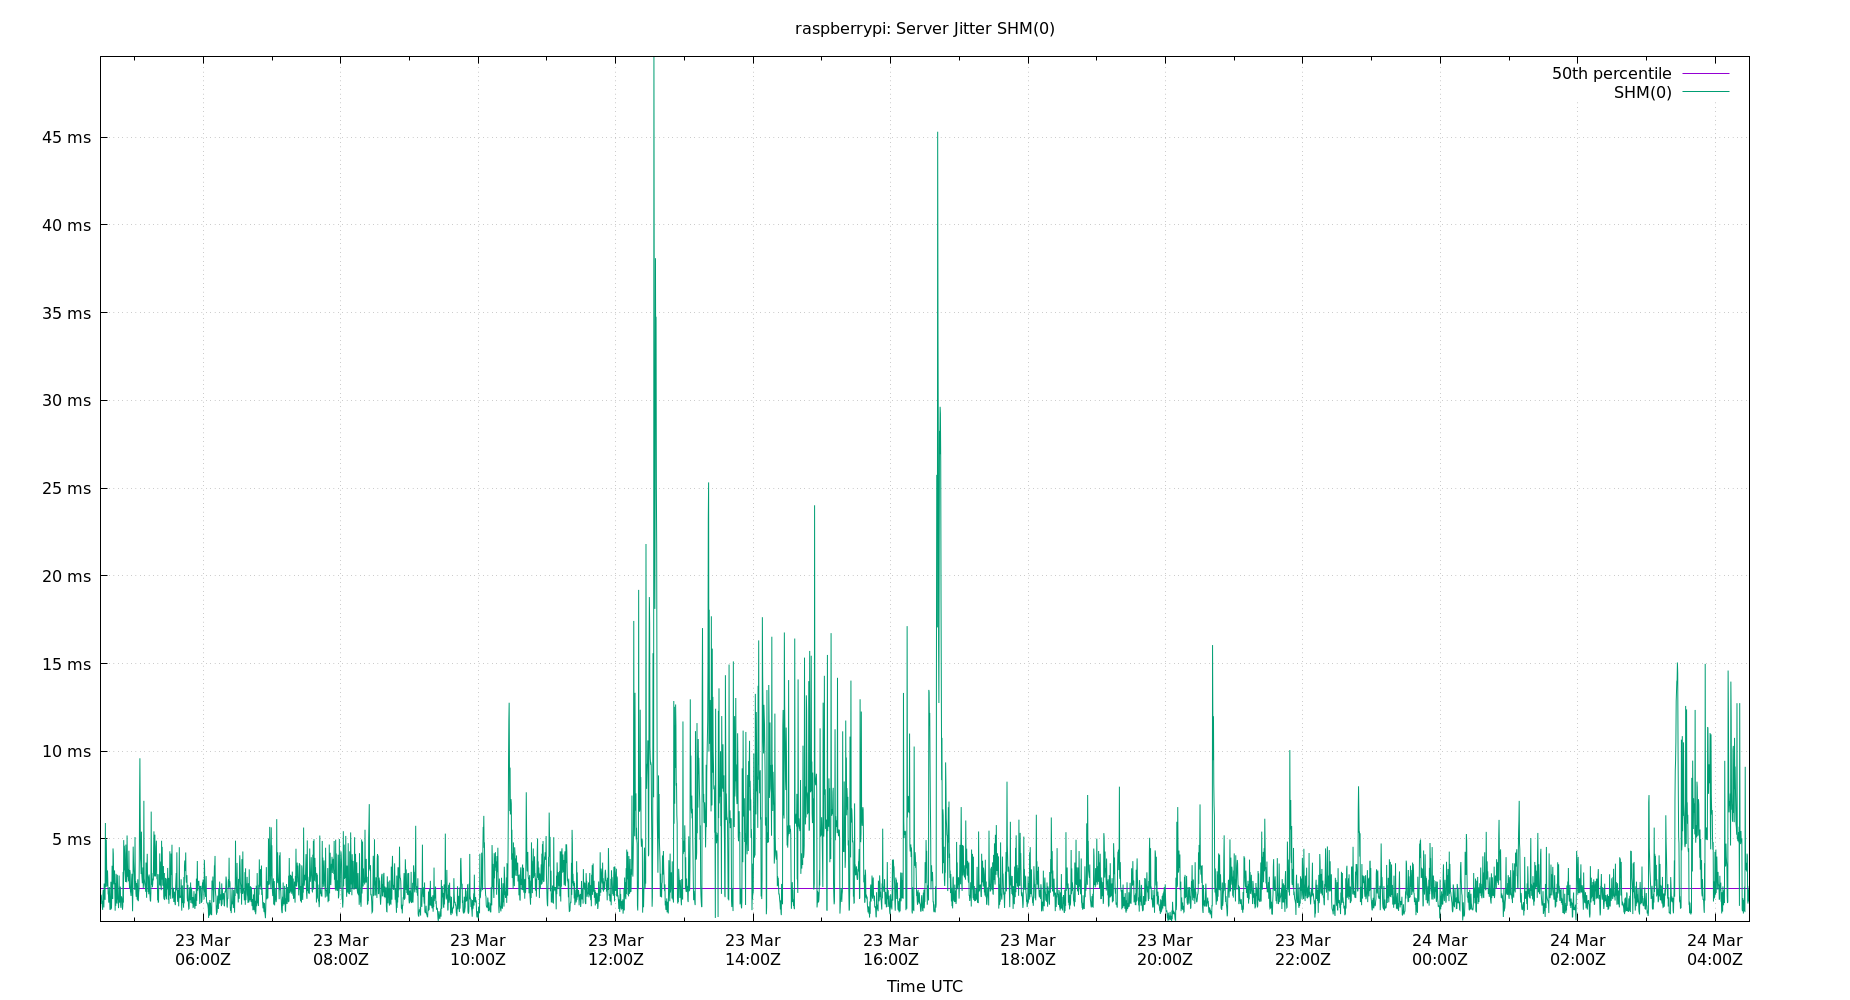 raspberrypi: Server Jitter SHM(0)
50th percentile
SHM(0)
45 ms
40 ms
35 ms
30 ms
25 ms
20 ms
15 ms
10 ms
5 ms
23 Mar 23 Mar 23 Mar 23 Mar 23 Mar 23 Mar 23 Mar 23 Mar 23 Mar 24 Mar 24 Mar 24 Mar
06:00Z 08:00Z 10:00Z 12:00Z 14:00Z 16:00Z 18:00Z 20:00Z 22:00Z 00:00Z 02:00Z 04:00Z
Time UTC